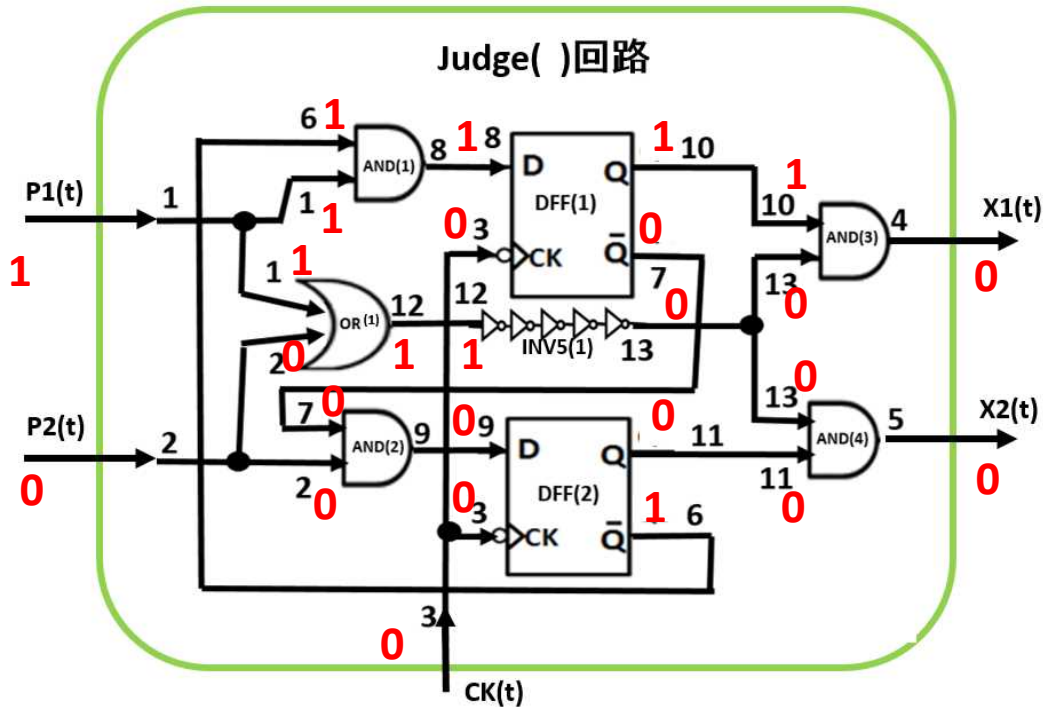 Judge( )回路
6 1
AND(1)
8 1 8
D
Q
1 10
DFF(1)
P1(t)
1
1
1
0 3
CK
Q̅
0
7
1
10
10
AND(3)
4
X1(t)
0
1
1 1
OR(1)
12
1
12
1
INV5(1)
0
13
13
0
2 0
7 0
AND(2)
9
0
9
D
Q
0
11
DFF(2)
P2(t)
2
0
2 0
0
3
CK
Q̅
1 6
0
13
AND(4)
5
X2(t)
0
11
0
3
0
CK(t)